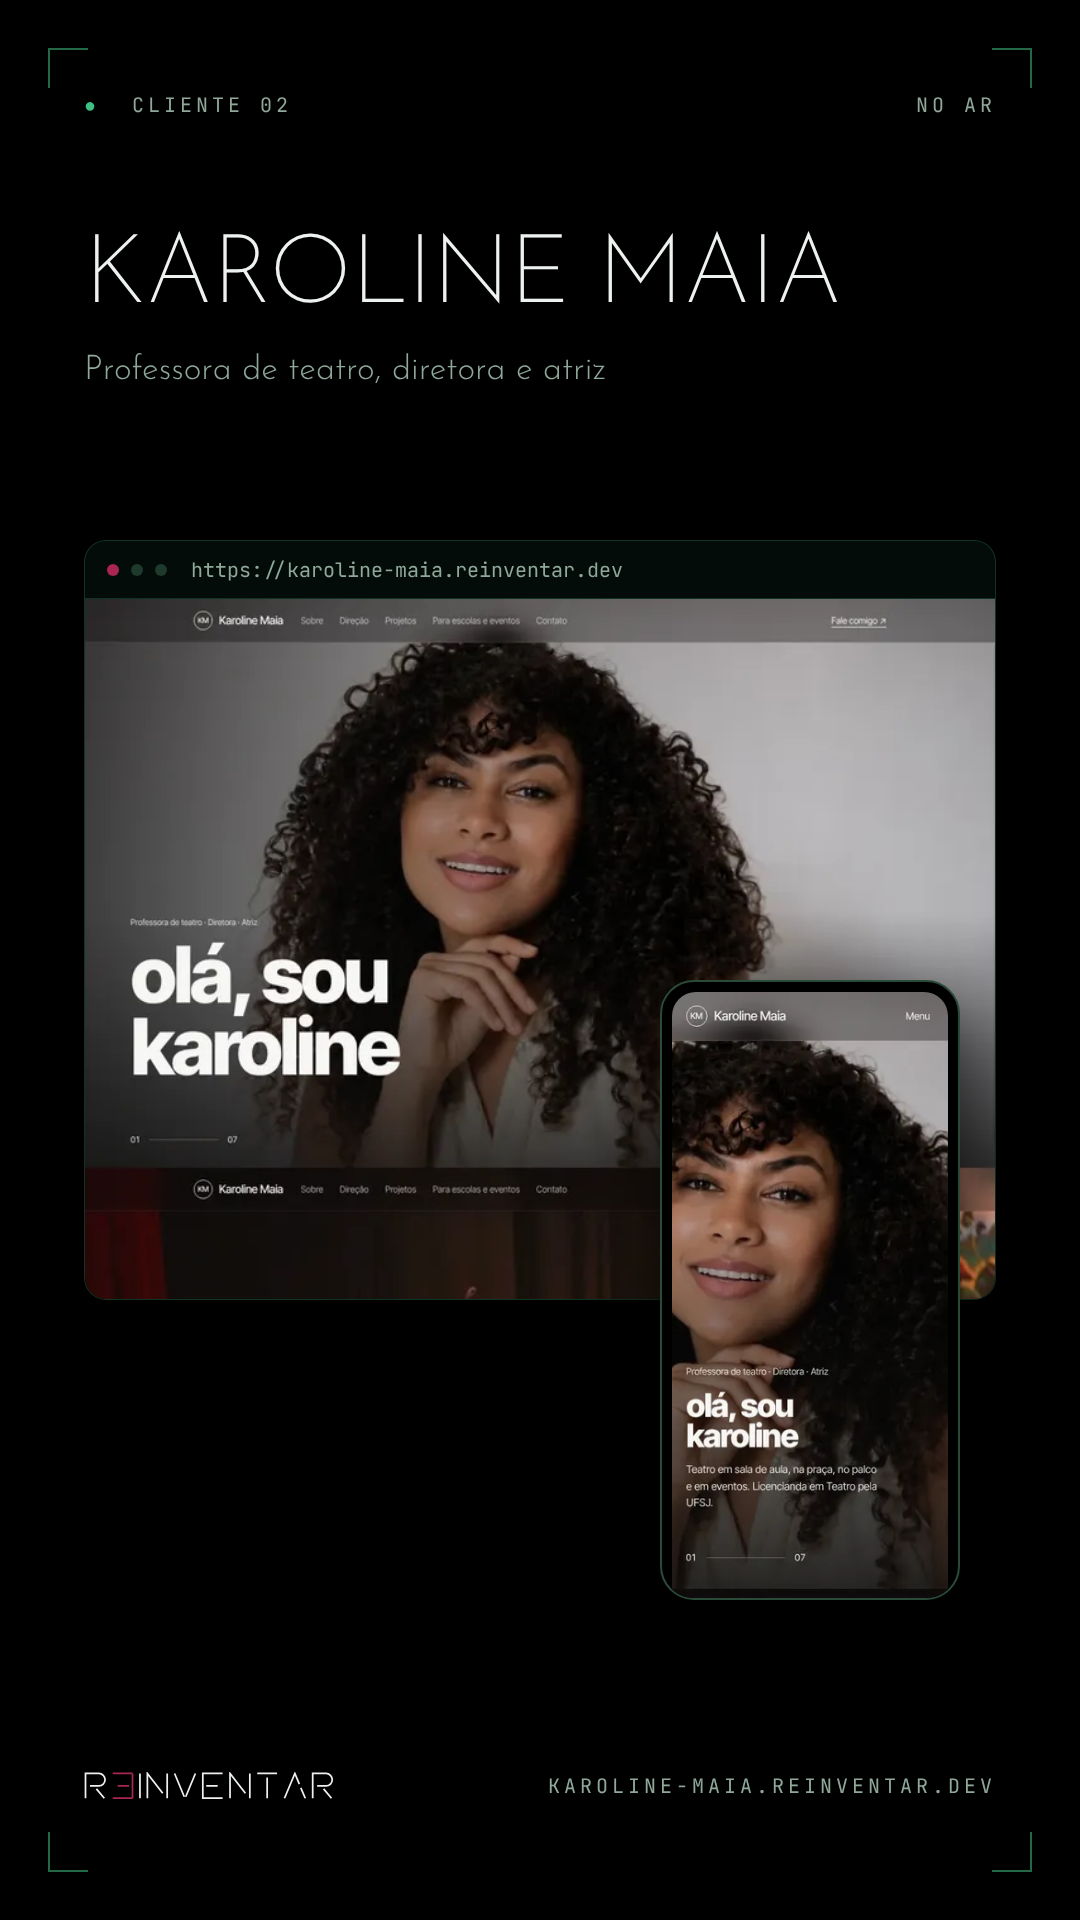 CLIENTE 02
NO AR
KAROLINE MAIA
Professora de teatro, diretora e atriz
https://karoline-maia.reinventar.dev
KM Karoline Maia Sobre Direção Projetos Para escolas e eventos Contato Fale comigo ↗
Professora de teatro · Diretora · Atriz
olá, sou
karoline
01 07
KM Karoline Maia Sobre Direção Projetos Para escolas e eventos Contato
KM Karoline Maia Menu
Professora de teatro · Diretora · Atriz
olá, sou
karoline
Teatro em sala de aula, na praça, no palco
e em eventos. Licencianda em Teatro pela
UFSJ.
01 07
REINVENTAR
KAROLINE-MAIA.REINVENTAR.DEV